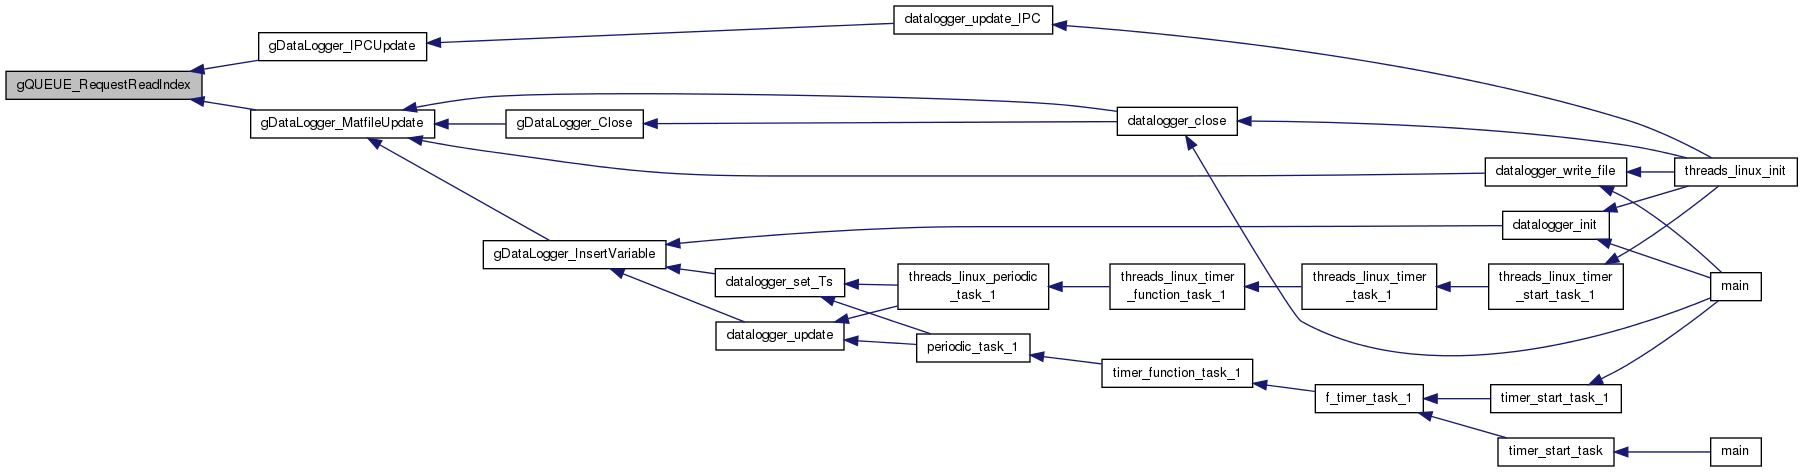 datalogger_update_IPC
gDataLogger_IPCUpdate
gQUEUE_RequestReadIndex
gDataLogger_MatfileUpdate
gDataLogger_Close
datalogger_close
datalogger_write_file
threads_linux_init
datalogger_init
gDataLogger_InsertVariable
datalogger_set_Ts
threads_linux_periodic
_task_1
threads_linux_timer
_function_task_1
threads_linux_timer
_task_1
threads_linux_timer
_start_task_1
main
datalogger_update
periodic_task_1
timer_function_task_1
f_timer_task_1
timer_start_task_1
timer_start_task
main